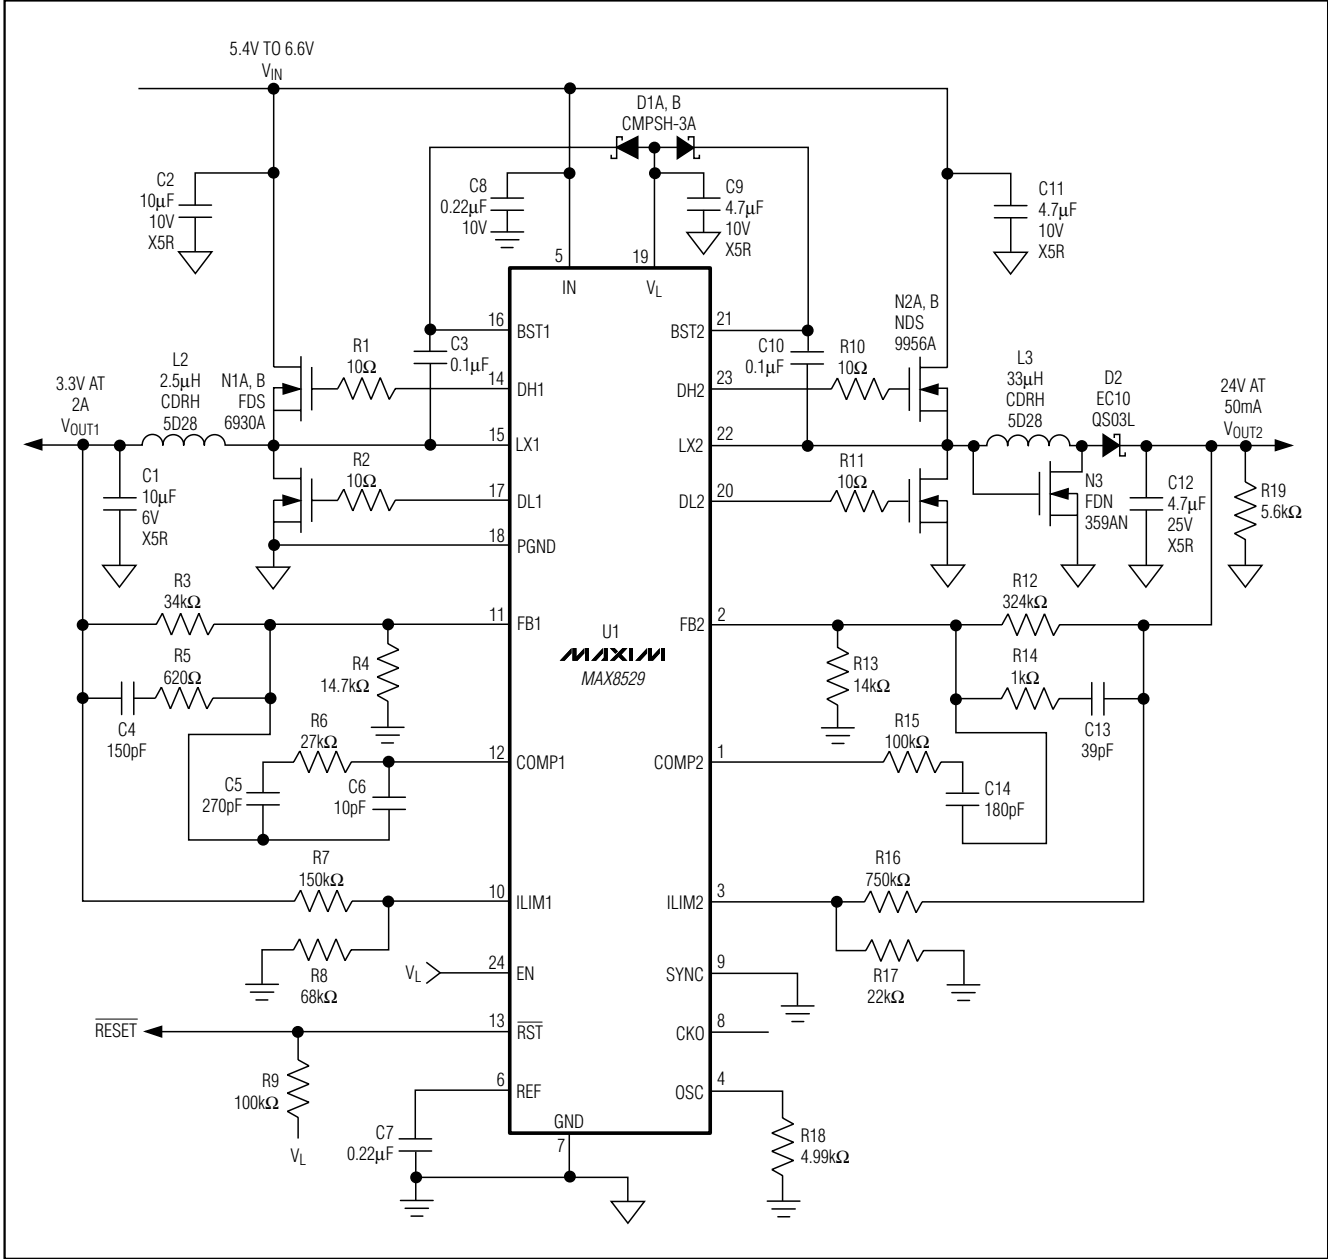 5.4V TO 6.6V
VIN
D1A, B
CMPSH-3A
C2
10µF
10V
X5R
C8
0.22µF
10V
C9
4.7µF
10V
X5R
C11
4.7µF
10V
X5R
5
19
IN
VL
N2A, B
NDS
9956A
16
BST1
BST2
21
C3
0.1µF
C10
0.1µF
R1
10Ω
R10
10Ω
L2
2.5µH
CDRH
5D28
N1A, B
FDS
6930A
L3
33µH
CDRH
5D28
D2
EC10
QS03L
3.3V AT
2A
VOUT1
24V AT
50mA
VOUT2
14
DH1
DH2
23
15
LX1
LX2
22
C1
10µF
6V
X5R
R2
10Ω
R11
10Ω
N3
FDN
359AN
C12
4.7µF
25V
X5R
R19
5.6kΩ
17
DL1
DL2
20
18
PGND
R3
34kΩ
R12
324kΩ
11
FB1
FB2
2
U1
MAXIM
MAX8529
R5
620Ω
R4
14.7kΩ
R13
14kΩ
R14
1kΩ
C4
150pF
C13
39pF
R6
27kΩ
R15
100kΩ
12
COMP1
COMP2
1
C5
270pF
C6
10pF
C14
180pF
R7
150kΩ
R16
750kΩ
10
ILIM1
ILIM2
3
R8
68kΩ
R17
22kΩ
VL
24
EN
SYNC
9
RESET
13
RST
CKO
8
R9
100kΩ
VL
6
REF
OSC
4
C7
0.22µF
GND
7
R18
4.99kΩ